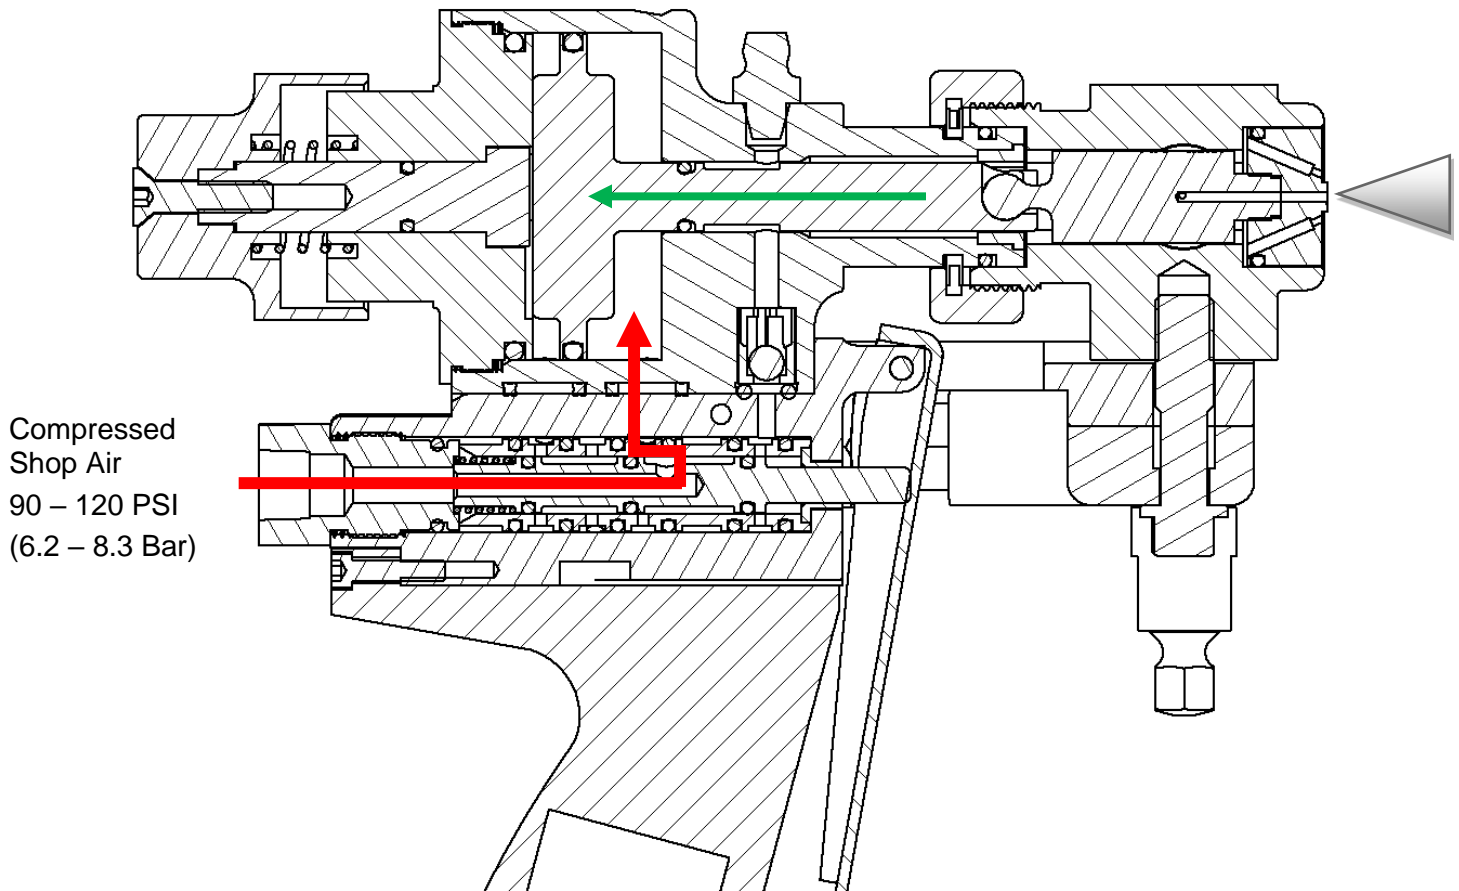 Compressed
Shop Air
90 – 120 PSI
(6.2 – 8.3 Bar)